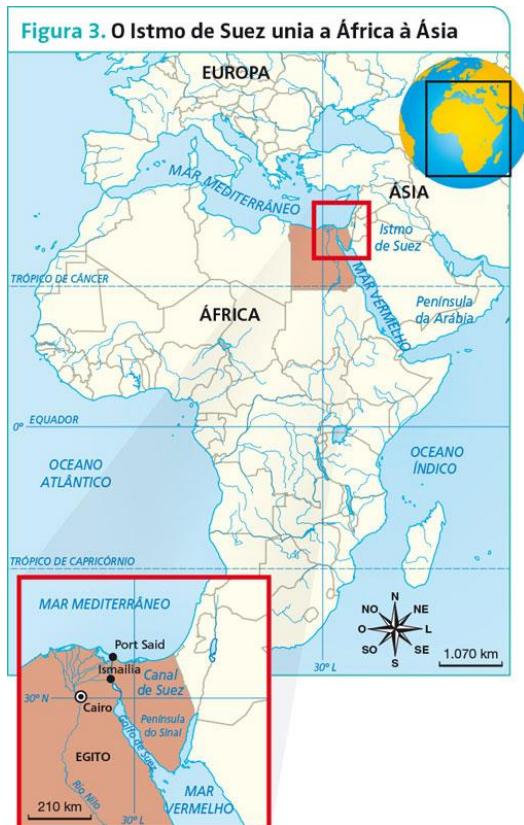 Figura 3. O Istmo de Suez unia a África à Ásia
EUROPA
MAR MEDITERRÂNEO
ÁSIA
Istmo
de Suez
TRÓPICO DE CÂNCER
MAR VERMELHO
Península
da Arábia
ÁFRICA
EQUADOR
0°
OCEANO
ATLÂNTICO
OCEANO
ÍNDICO
TRÓPICO DE CAPRICÓRNIO
N
NO
NE
O
L
SO
SE
S
30º L
1.070 km
MAR MEDITERRÂNEO
Port Said
Ismailia
Canal
de Suez
30º N
Cairo
Golfo de Suez
Península
do Sinai
EGITO
Rio Nilo
MAR
VERMELHO
210 km
30º L